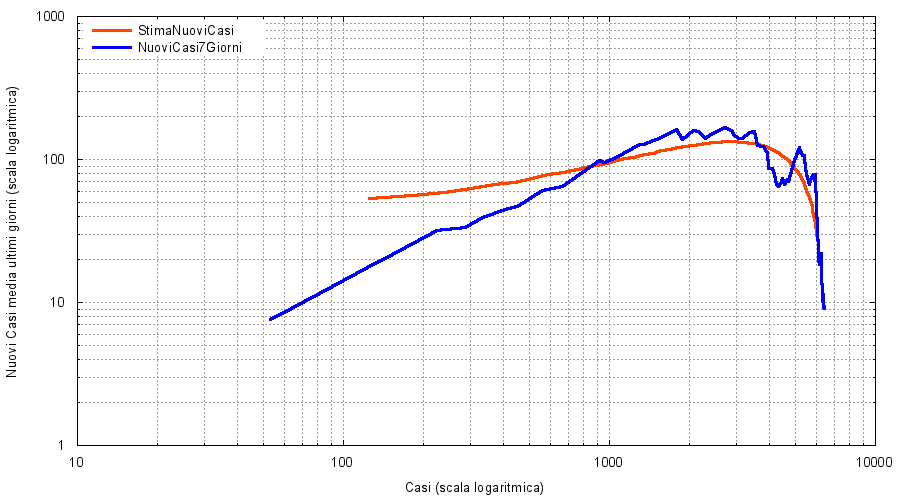 1000
StimaNuoviCasi
NuoviCasi7Giorni
100
10
1
Nuovi Casi media ultimi giorni (scala logaritmica)
10
100
1000
10000
Casi (scala logaritmica)